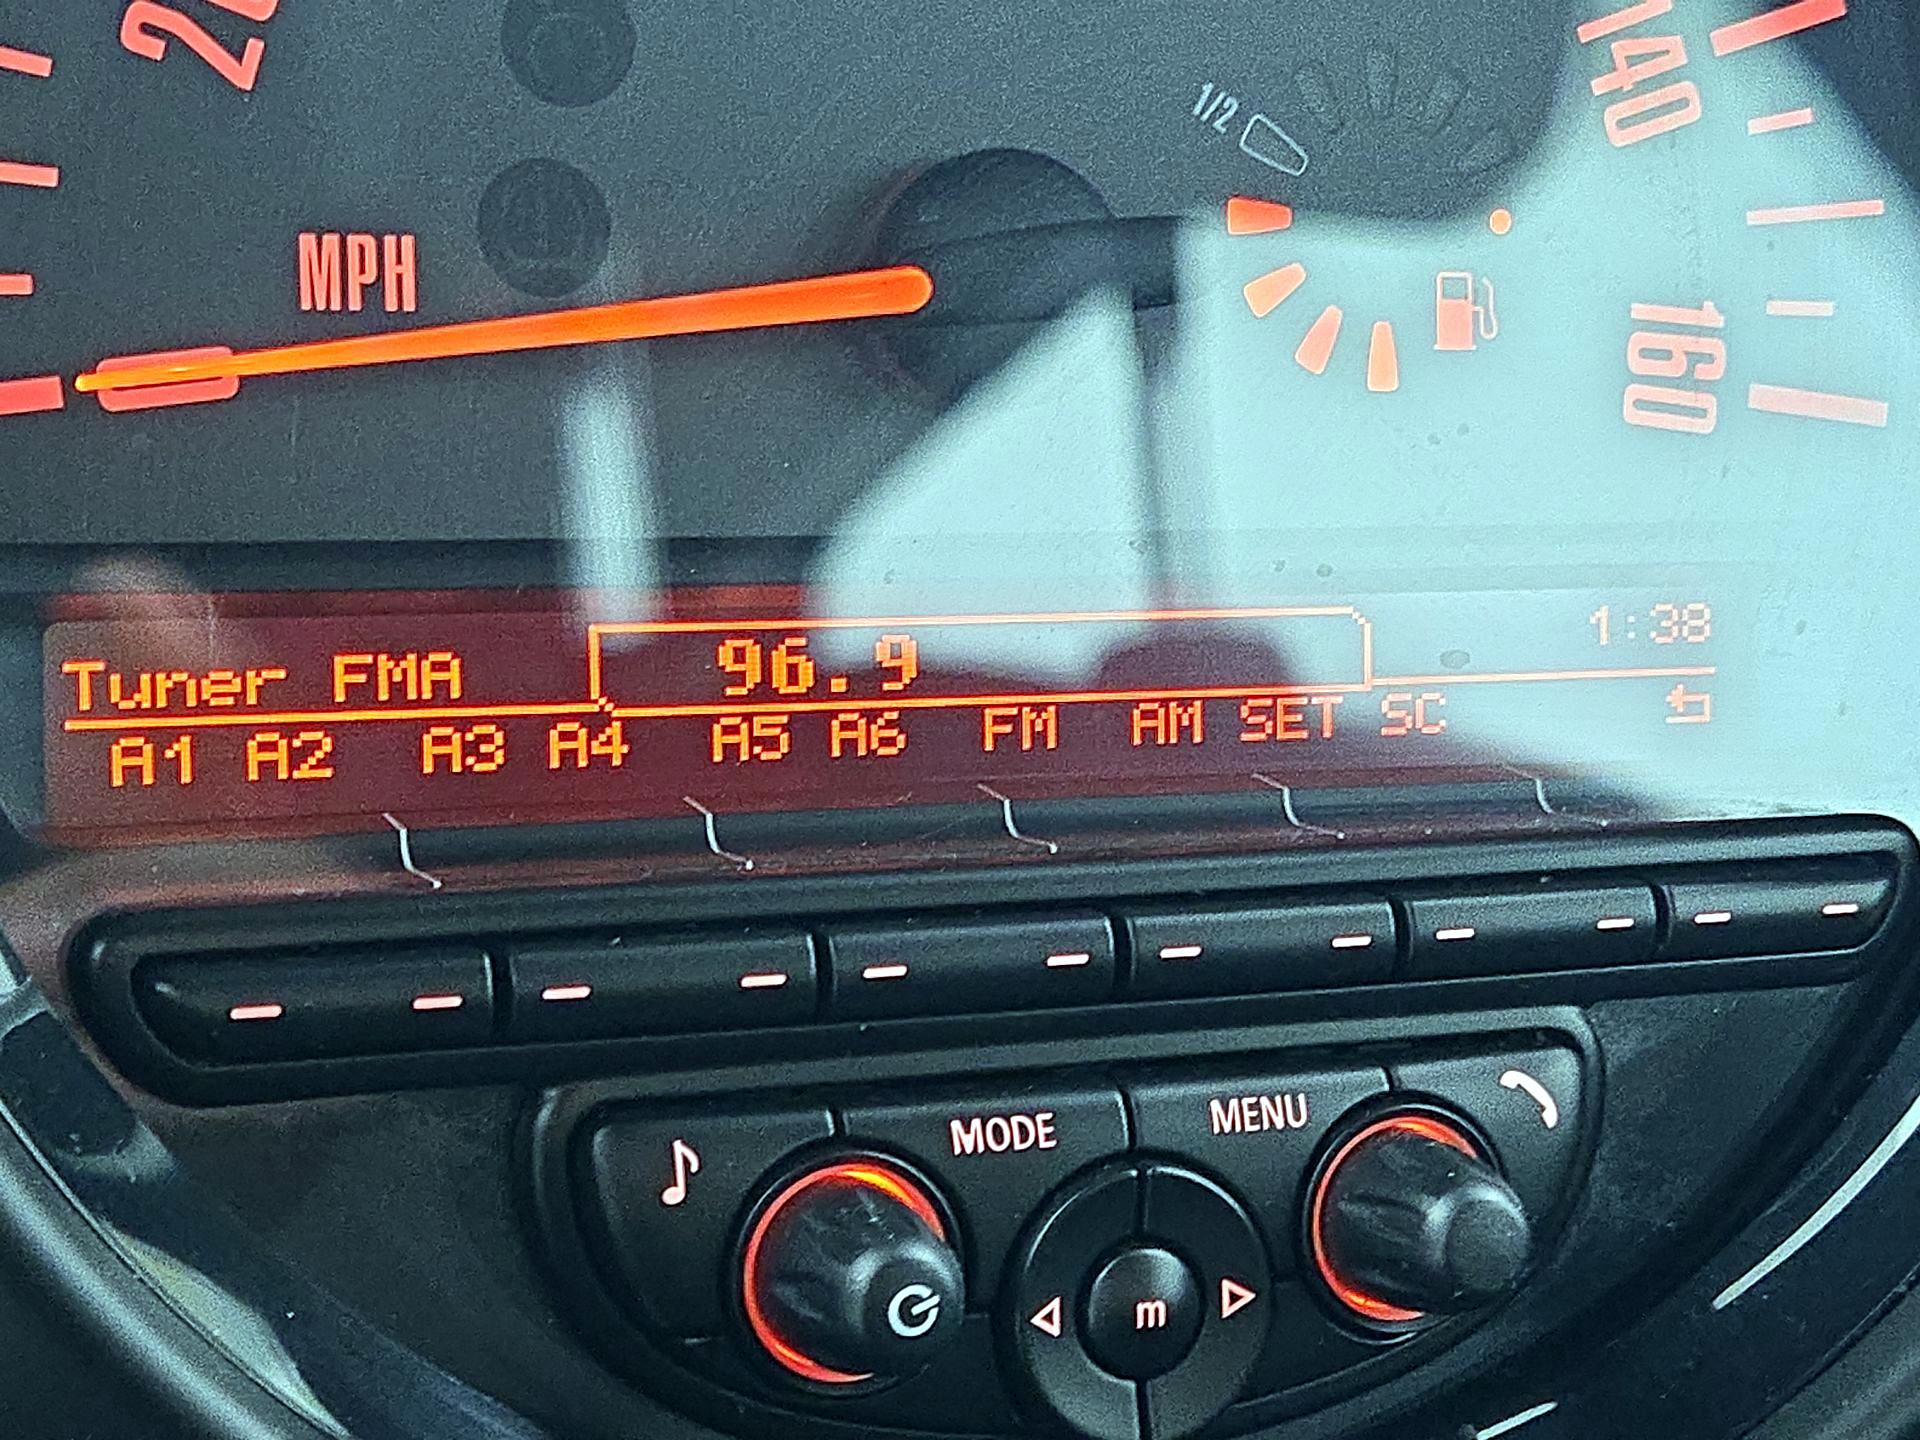 20
1/2
140
MPH
160
1:38
Tuner FMA 96.9
A1 A2 A3 A4 A5 A6 FM AM SET SC
MODE MENU
m